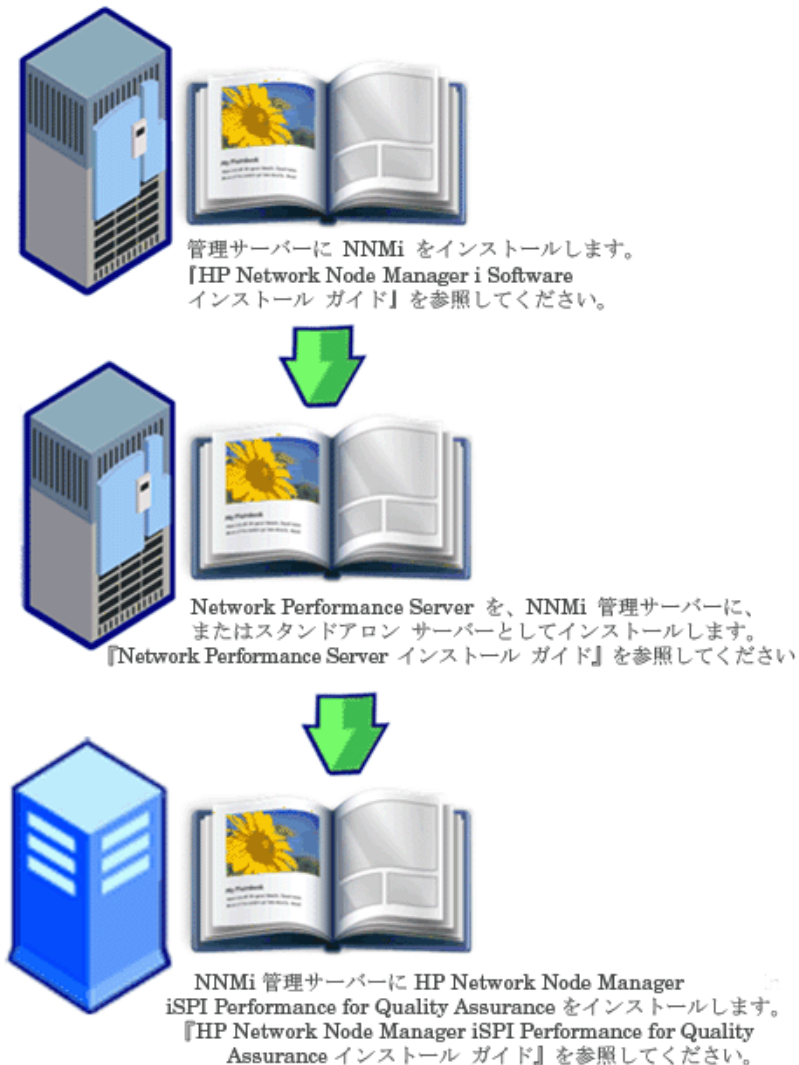 管理サーバーに NNMi をインストールします。
『HP Network Node Manager i Software
インストール ガイド』を参照してください。
Network Performance Server を、NNMi 管理サーバーに、
またはスタンドアロン サーバーとしてインストールします。
『Network Performance Server インストール ガイド』を参照してください
NNMi 管理サーバーに HP Network Node Manager
iSPI Performance for Quality Assurance をインストールします。
『HP Network Node Manager iSPI Performance for Quality
Assurance インストール ガイド』を参照してください。